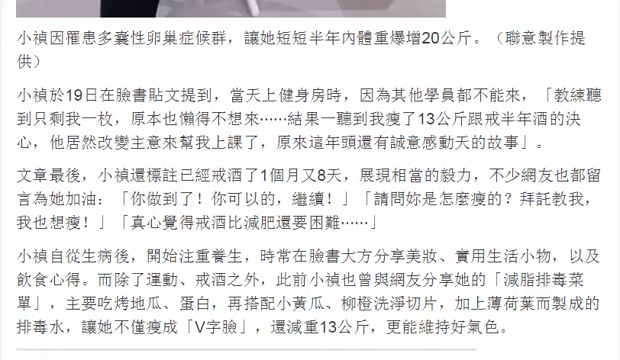 小禎因罹患多囊性卵巢症候群，讓她短短半年內體重爆增20公斤。（聯意製作提
供）
小禎於19日在臉書貼文提到，當天上健身房時，因為其他學員都不能來，「教練聽
到只剩我一枚，原本也懶得不想來⋯⋯結果一聽到我瘦了13公斤跟戒半年酒的決
心，他居然改變主意來幫我上課了，原來這年頭還有誠意感動天的故事」。
文章最後，小禎還標註已經戒酒了1個月又8天，展現相當的毅力，不少網友也都留
言為她加油：「你做到了！你可以的，繼續！」「請問妳是怎麼瘦的？拜託教我，
我也想瘦！」「真心覺得戒酒比減肥還要困難⋯⋯」
小禎自從生病後，開始注重養生，時常在臉書大方分享美妝、實用生活小物，以及
飲食心得。而除了運動、戒酒之外，此前小禎也曾與網友分享她的「減脂排毒菜
單」，主要吃烤地瓜、蛋白，再搭配小黃瓜、柳橙洗淨切片，加上薄荷葉而製成的
排毒水，讓她不僅瘦成「V字臉」，還減重13公斤，更能維持好氣色。